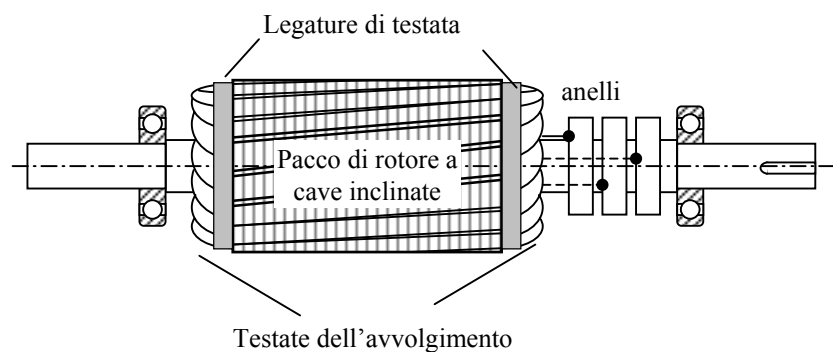 Legature di testata
anelli
Pacco di rotore a
cave inclinate
Testate dell’avvolgimento